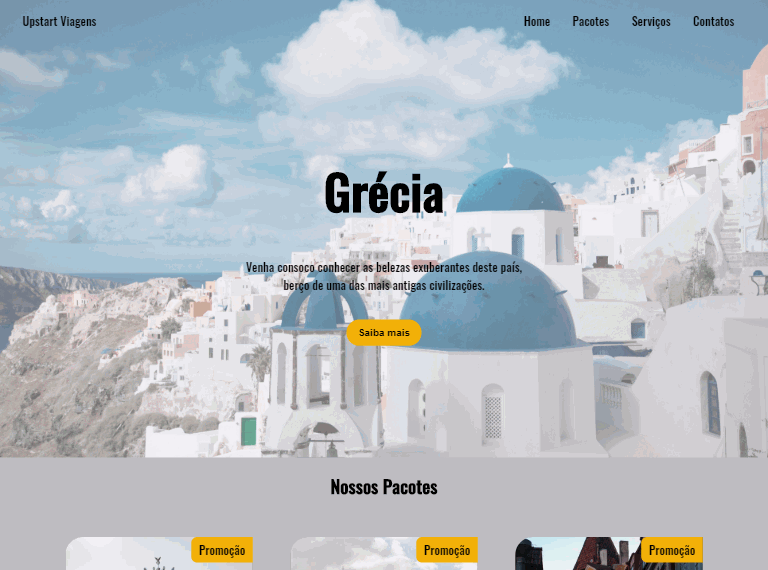 Upstart Viagens
Home Pacotes Serviços Contatos
Grécia
Venha consoco conhecer as belezas exuberantes deste país,
berço de uma das mais antigas civilizações.
Saiba mais
Nossos Pacotes
Promoção Promoção Promoção